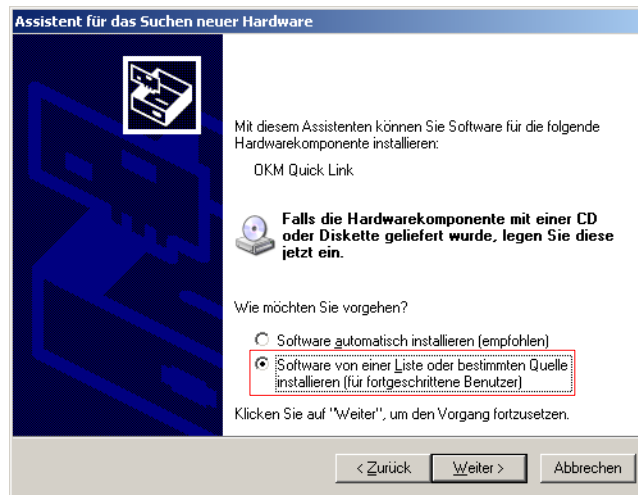 Assistent für das Suchen neuer Hardware
Mit diesem Assistenten können Sie Software für die folgende
Hardwarekomponente installieren:
OKM Quick Link
Falls die Hardwarekomponente mit einer CD
oder Diskette geliefert wurde, legen Sie diese
jetzt ein.
Wie möchten Sie vorgehen?
Software automatisch installieren (empfohlen)
Software von einer Liste oder bestimmten Quelle
installieren (für fortgeschrittene Benutzer)
Klicken Sie auf "Weiter", um den Vorgang fortzusetzen.
< Zurück Weiter > Abbrechen